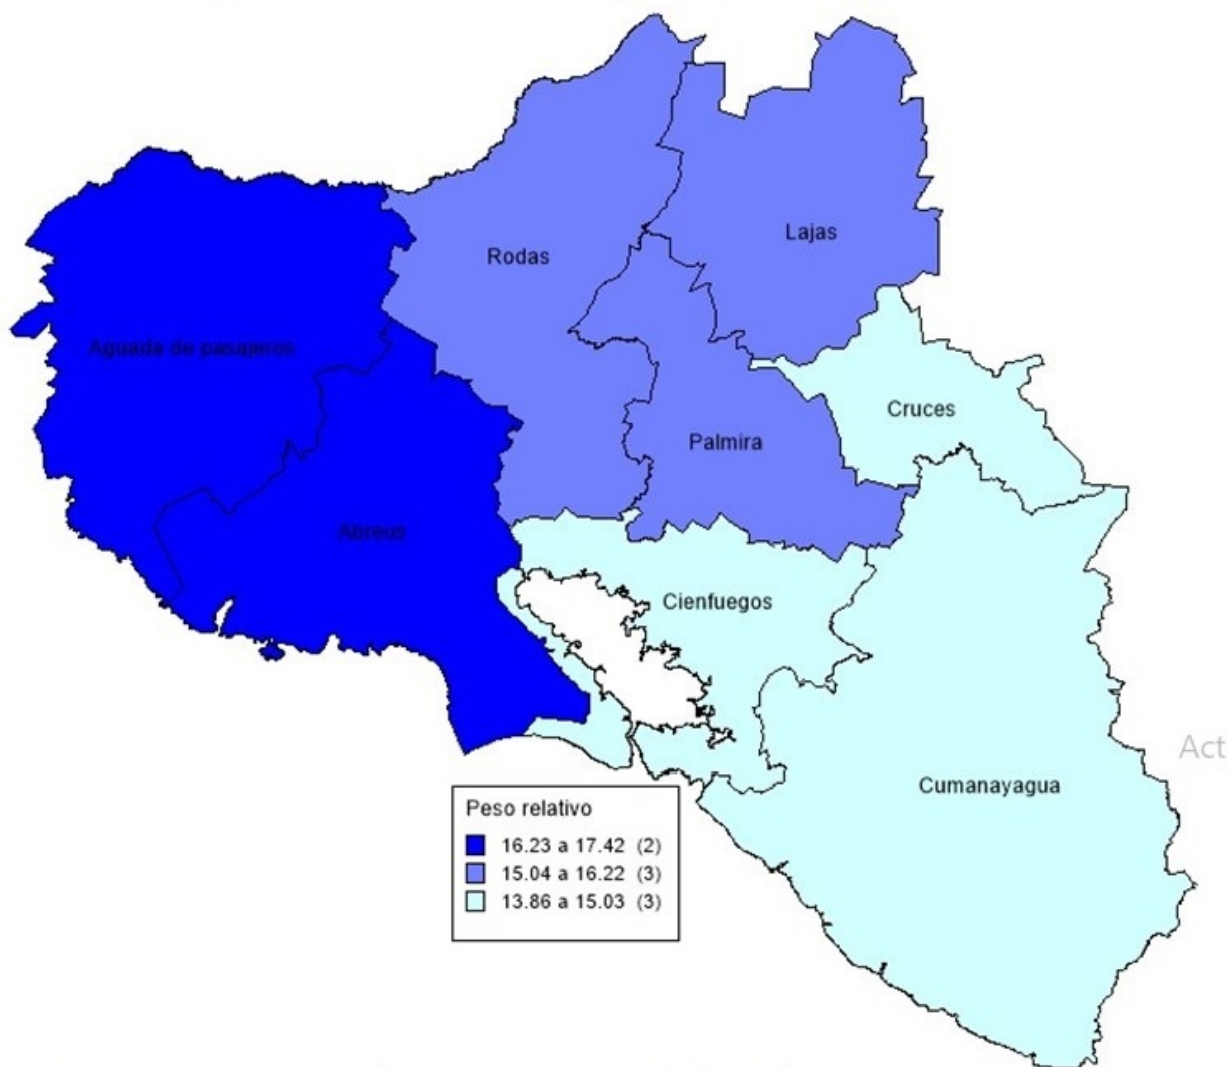 Lajas
Rodas
Aguada de pasajeros
Cruces
Palmira
Abreus
Cienfuegos
Act
Cumanayagua
Peso relativo
16.23 a 17.42 (2)
15.04 a 16.22 (3)
13.86 a 15.03 (3)